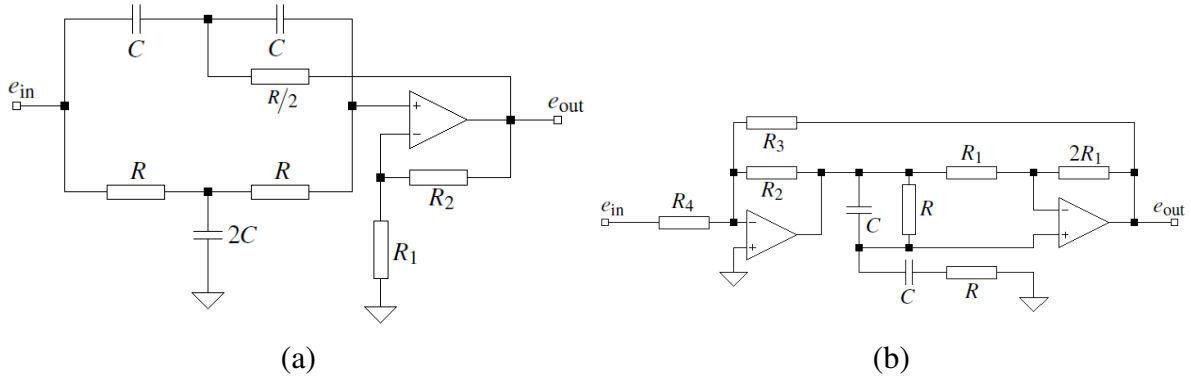 C
C
e_in
R/2
+
−
e_out
R
R
R_2
2C
R_1
(a)
R_3
R_2
R_1
2R_1
e_in
R_4
−
+
C
R
−
+
e_out
C
R
(b)